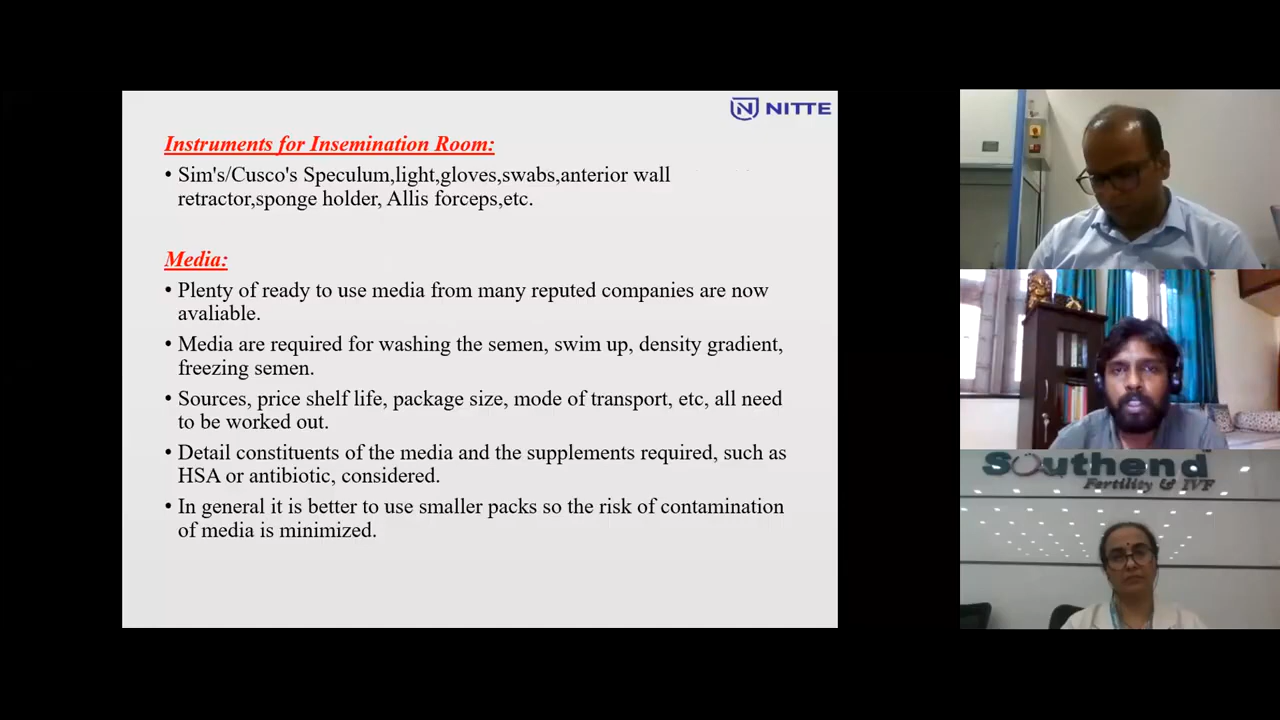 NITTE
Instruments for Insemination Room:
• Sim's/Cusco's Speculum,light,gloves,swabs,anterior wall
retractor,sponge holder, Allis forceps,etc.
Media:
• Plenty of ready to use media from many reputed companies are now
avaliable.
• Media are required for washing the semen, swim up, density gradient,
freezing semen.
• Sources, price shelf life, package size, mode of transport, etc, all need
to be worked out.
• Detail constituents of the media and the supplements required, such as
HSA or antibiotic, considered.
• In general it is better to use smaller packs so the risk of contamination
of media is minimized.
Southend
Fertility & IVF